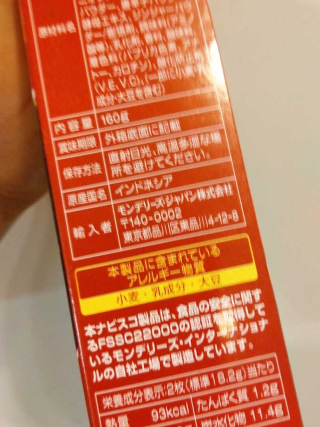 原材料名
(V.E,V.C)、(一部に小麦
成分・大豆を含む)
内容量 160g
賞味期限 外箱底面に記載
保存方法 直射日光、高温多湿な場
所を避けてください。
原産国名 インドネシア
輸入者 モンデリーズ・ジャパン株式会社
〒140-0002
東京都品川区東品川4-12-8
本製品に含まれている
アレルギー物質
小麦・乳成分・大豆
本ナビスコ製品は、食品の安全に関す
るFSSC22000の認証を取得して
いるモンデリーズ・インターナショナ
ルの自社工場で製造しています。
栄養成分表示:2枚(標準18.2g)当たり
熱量 93kcal たんぱく質 1.2g
炭水化物 11.4g